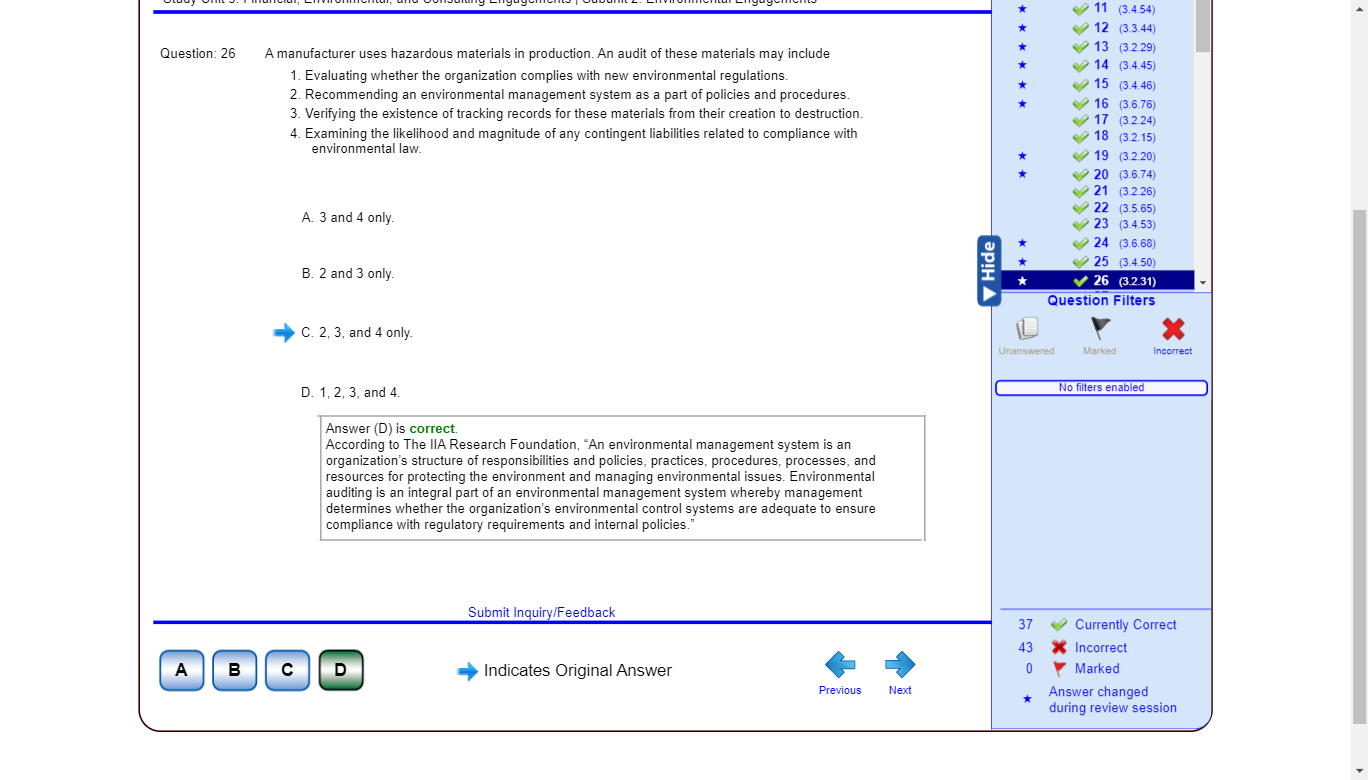 Study Unit 3: Financial, Environmental, and Consulting Engagements | Subunit 2: Environmental Engagements
Question: 26 A manufacturer uses hazardous materials in production. An audit of these materials may include
1. Evaluating whether the organization complies with new environmental regulations.
2. Recommending an environmental management system as a part of policies and procedures.
3. Verifying the existence of tracking records for these materials from their creation to destruction.
4. Examining the likelihood and magnitude of any contingent liabilities related to compliance with
environmental law.
A. 3 and 4 only.
B. 2 and 3 only.
C. 2, 3, and 4 only.
D. 1, 2, 3, and 4.
Answer (D) is correct.
According to The IIA Research Foundation, “An environmental management system is an
organization’s structure of responsibilities and policies, practices, procedures, processes, and
resources for protecting the environment and managing environmental issues. Environmental
auditing is an integral part of an environmental management system whereby management
determines whether the organization’s environmental control systems are adequate to ensure
compliance with regulatory requirements and internal policies.”
Submit Inquiry/Feedback
A B C D
Indicates Original Answer
Previous Next
11 (3.4.54)
12 (3.3.44)
13 (3.2.29)
14 (3.4.45)
15 (3.4.46)
16 (3.6.76)
17 (3.2.24)
18 (3.2.15)
19 (3.2.20)
20 (3.6.74)
21 (3.2.26)
22 (3.5.65)
23 (3.4.53)
24 (3.6.68)
25 (3.4.50)
26 (3.2.31)
Hide
Question Filters
Unanswered Marked Incorrect
No filters enabled
37 Currently Correct
43 Incorrect
0 Marked
Answer changed
during review session